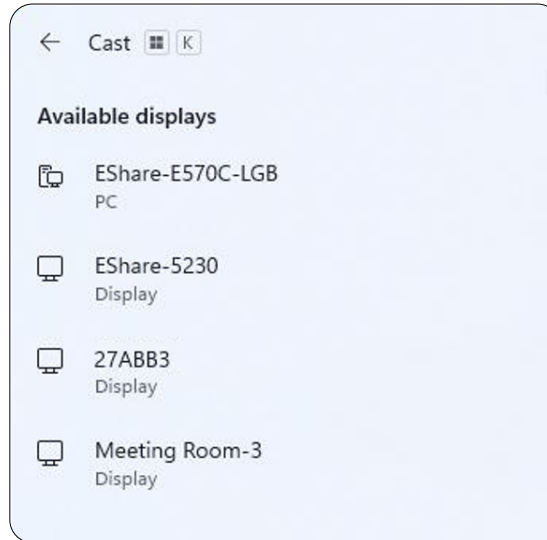 Cast K
Available displays
EShare-E570C-LGB
PC
EShare-5230
Display
27ABB3
Display
Meeting Room-3
Display